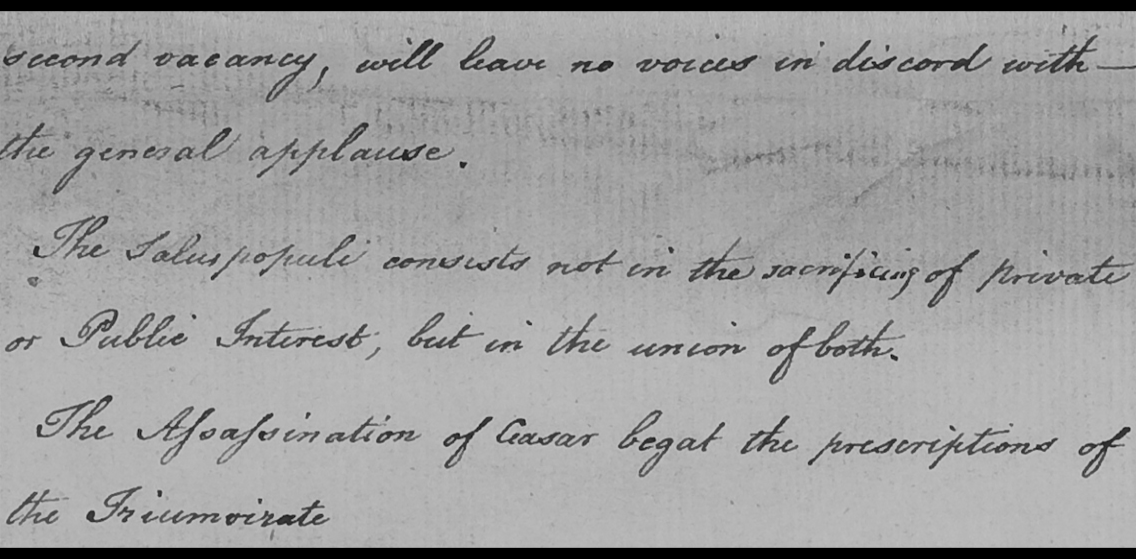 second vacancy, will leave no voices in discord with—
the general applause.
The Salus populi consists not in the sacrificing of private
or Public Interest, but in the union of both.
The Aſsaſsination of Ceasar begat the prescriptions of
the Triumvirate